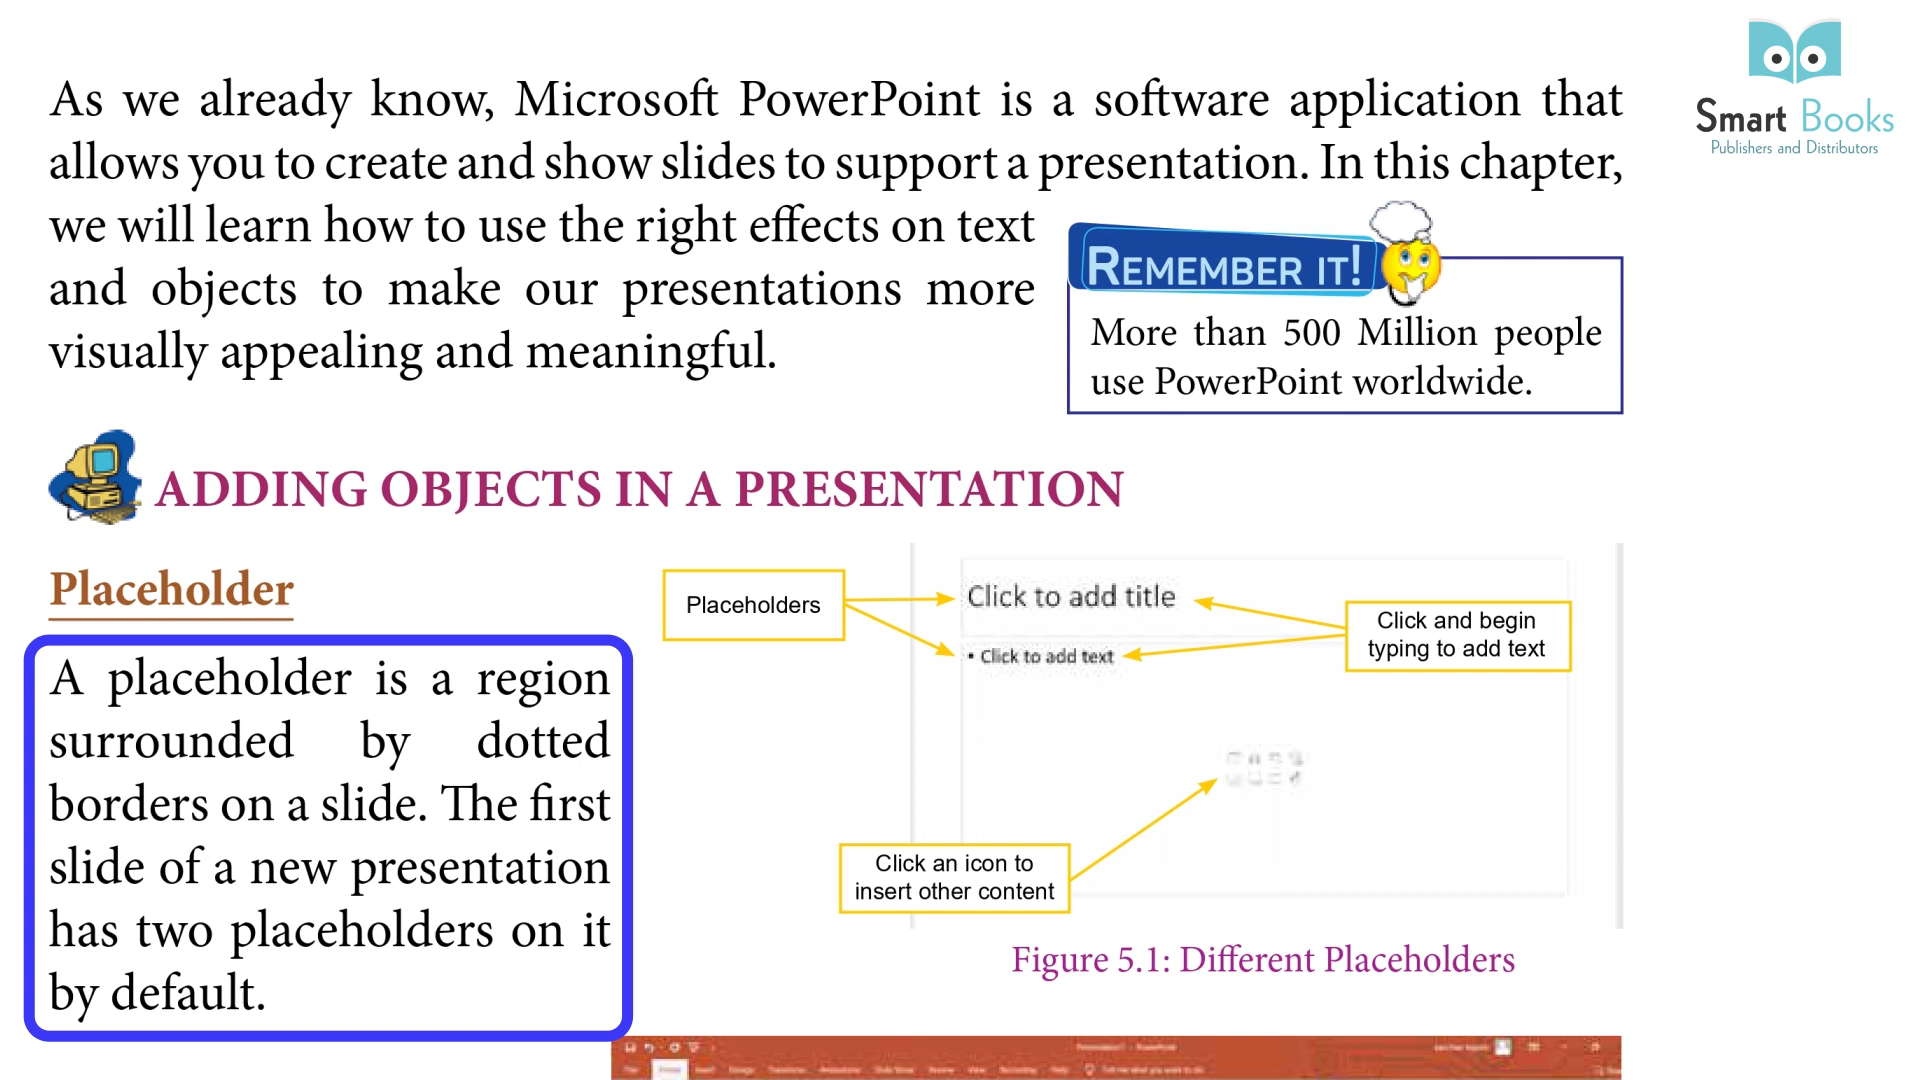 Smart Books
Publishers and Distributors
As we already know, Microsoft PowerPoint is a software application that
allows you to create and show slides to support a presentation. In this chapter,
we will learn how to use the right effects on text
and objects to make our presentations more
visually appealing and meaningful.
REMEMBER IT!
More than 500 Million people
use PowerPoint worldwide.
ADDING OBJECTS IN A PRESENTATION
Placeholder
A placeholder is a region
surrounded by dotted
borders on a slide. The first
slide of a new presentation
has two placeholders on it
by default.
Placeholders
Click to add title
• Click to add text
Click and begin
typing to add text
Click an icon to
insert other content
Figure 5.1: Different Placeholders